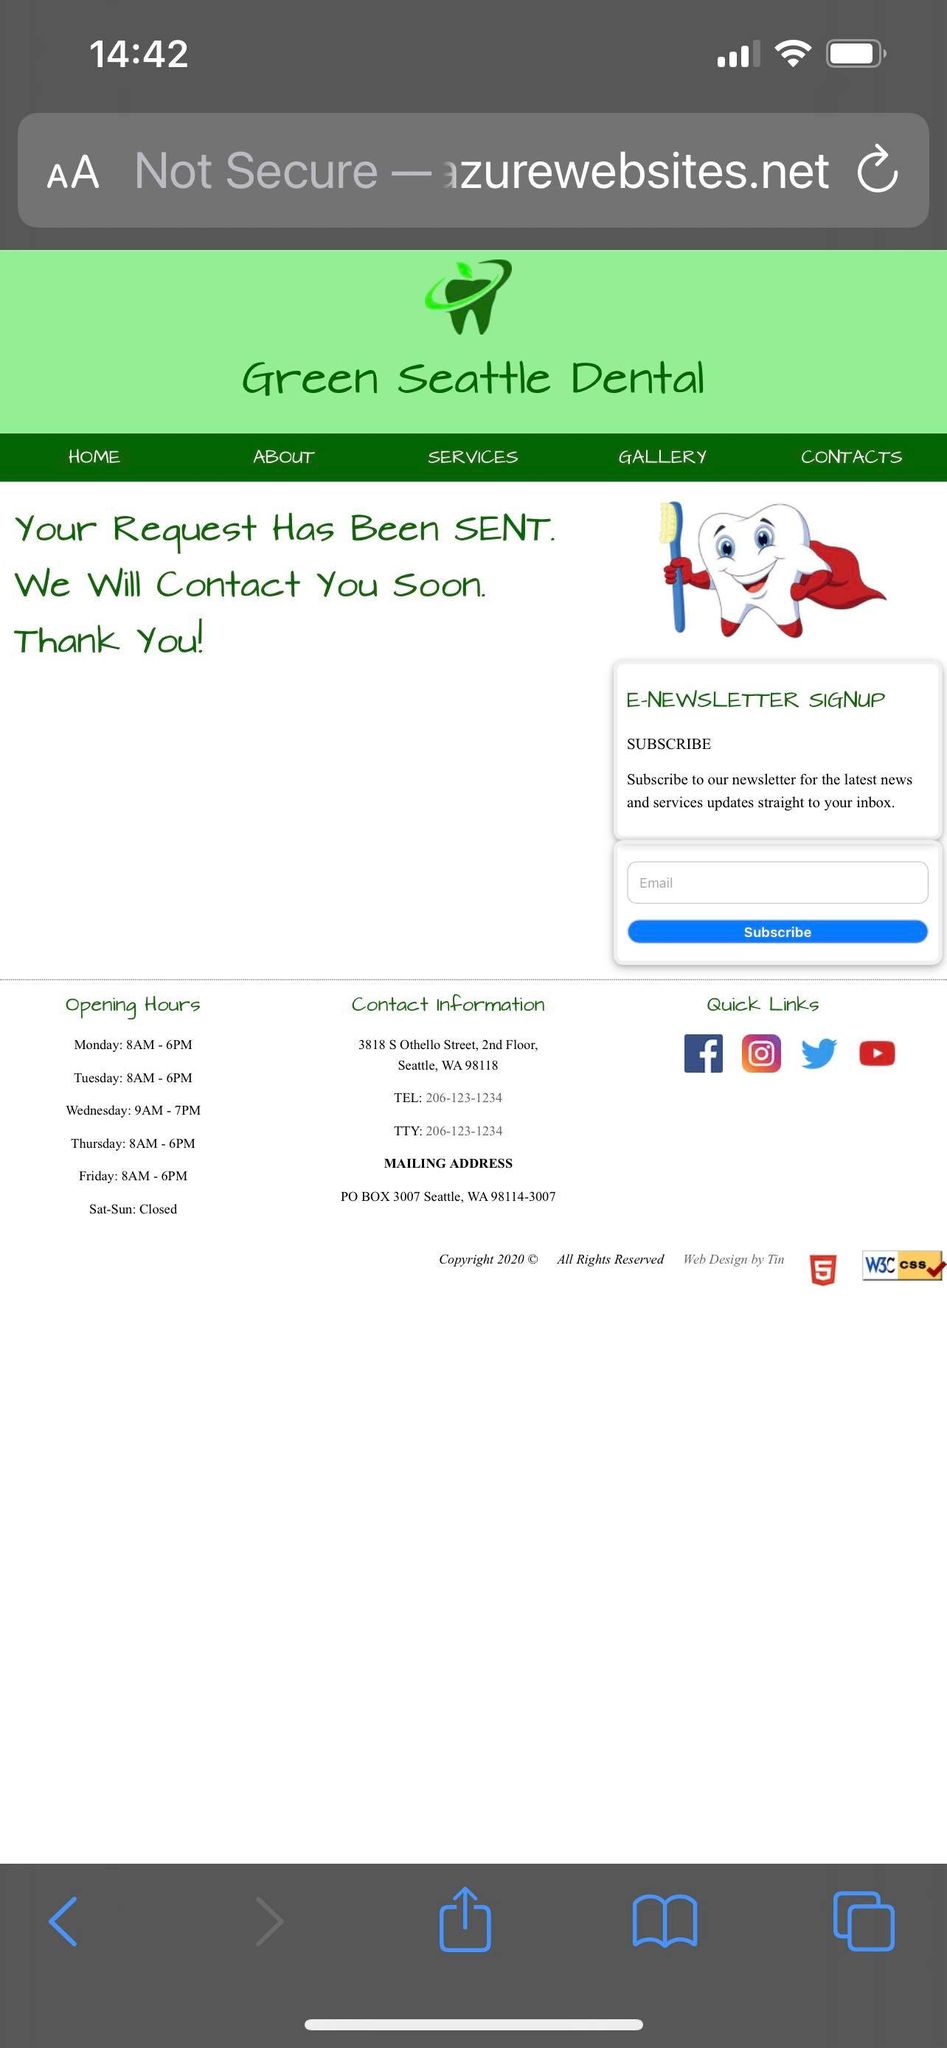 14:42
AA Not Secure — azurewebsites.net
Green Seattle Dental
HOME ABOUT SERVICES GALLERY CONTACTS
Your Request Has Been SENT.
We Will Contact You Soon.
Thank You!
E-NEWSLETTER SIGNUP
SUBSCRIBE
Subscribe to our newsletter for the latest news
and services updates straight to your inbox.
Email
Subscribe
Opening Hours
Monday: 8AM - 6PM
Tuesday: 8AM - 6PM
Wednesday: 9AM - 7PM
Thursday: 8AM - 6PM
Friday: 8AM - 6PM
Sat-Sun: Closed
Contact Information
3818 S Othello Street, 2nd Floor,
Seattle, WA 98118
TEL: 206-123-1234
TTY: 206-123-1234
MAILING ADDRESS
PO BOX 3007 Seattle, WA 98114-3007
Quick Links
Copyright 2020 © All Rights Reserved Web Design by Tin
5
W3C css